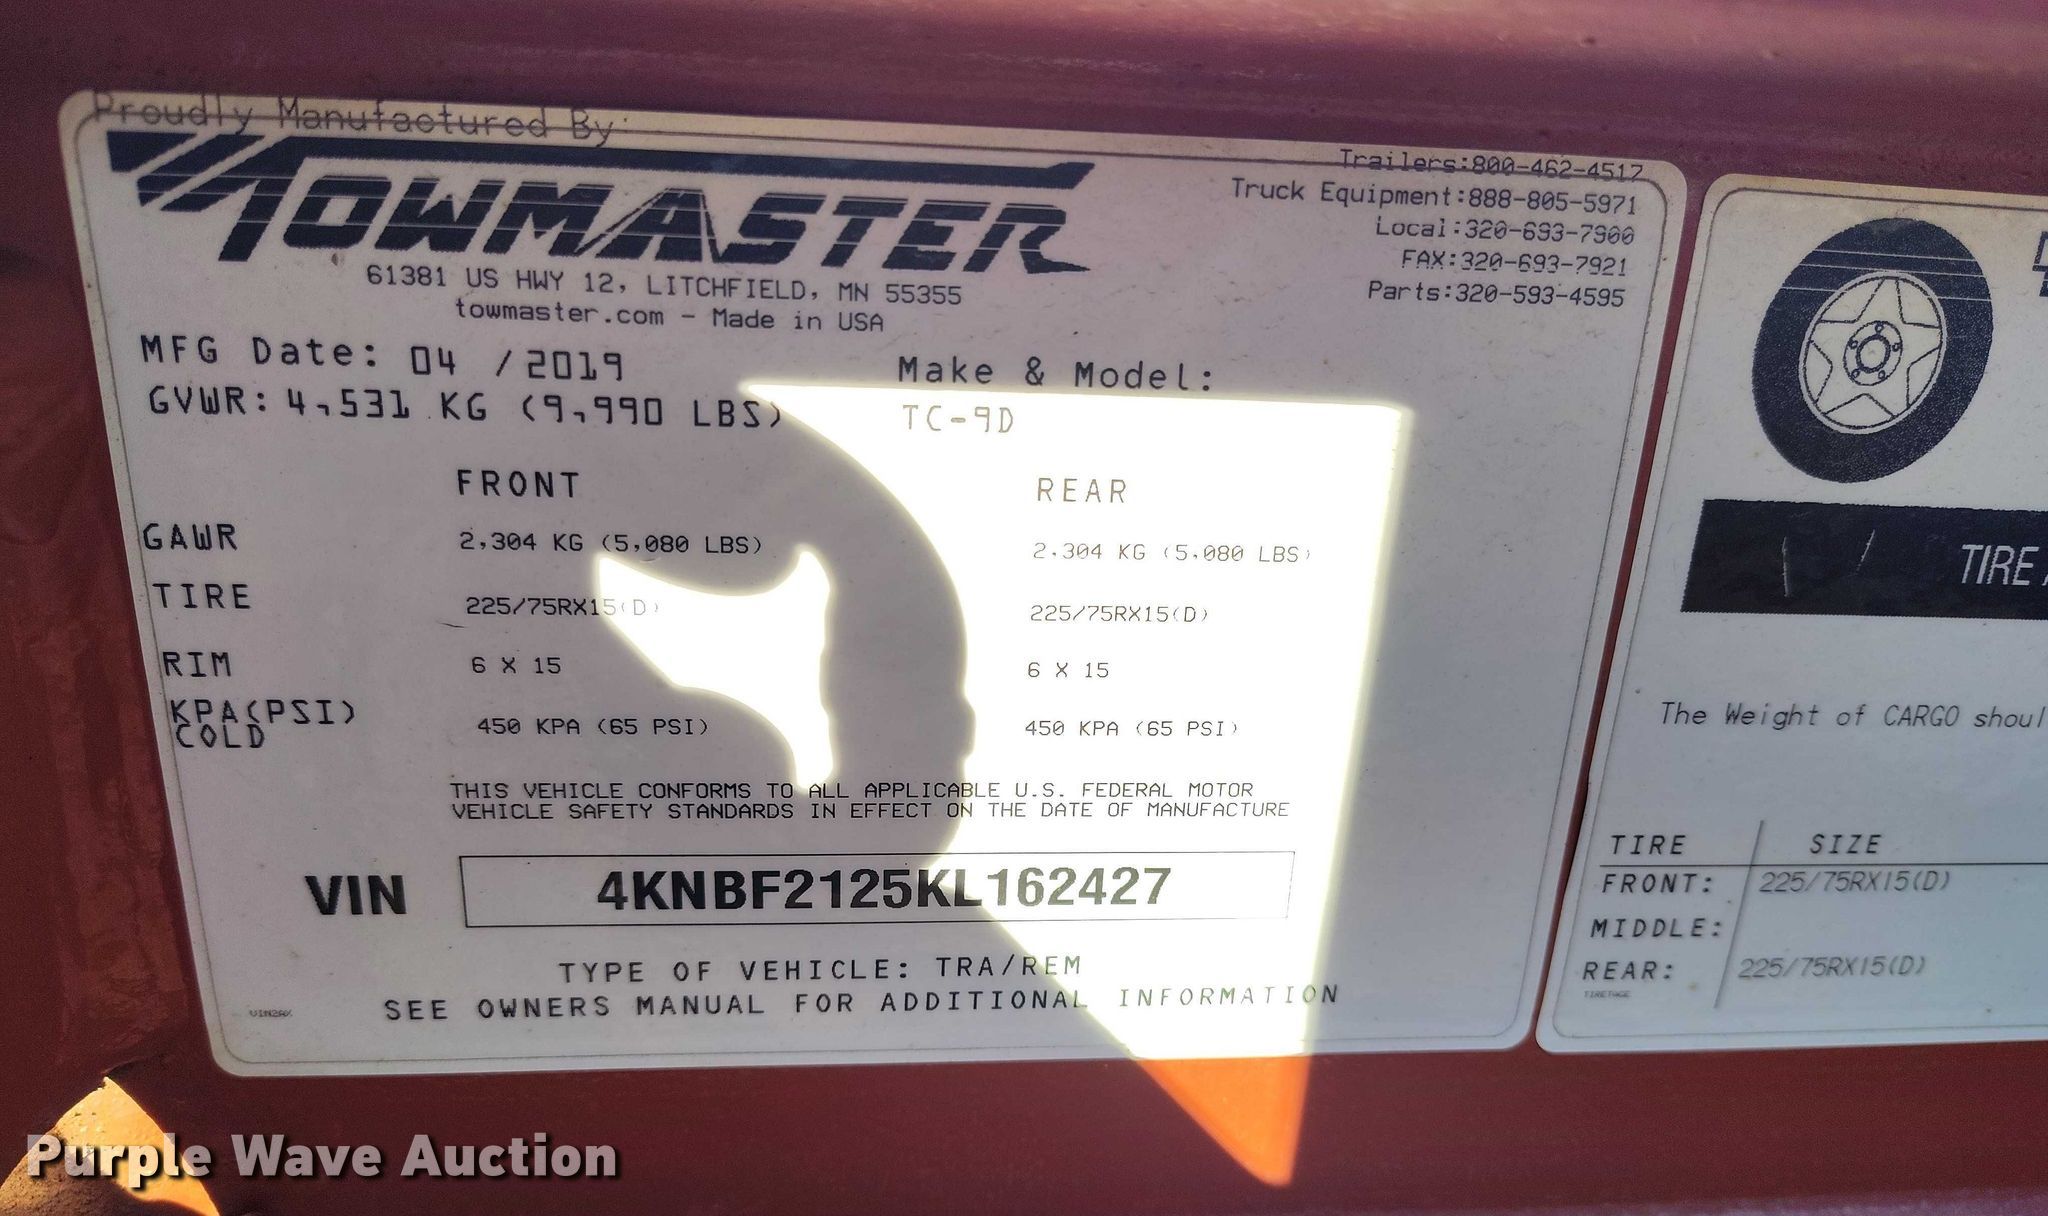 Proudly Manufactured By:
TOWMASTER
61381 US HWY 12, LITCHFIELD, MN 55355
towmaster.com - Made in USA
Trailers:800-462-4517
Truck Equipment:888-805-5971
Local:320-693-7900
FAX:320-693-7921
Parts:320-593-4595
MFG Date: 04 /2019
GVWR: 4,531 KG (9,990 LBS)
Make & Model:
TC-9D
FRONT REAR
GAWR 2,304 KG (5,080 LBS) 2,304 KG (5,080 LBS)
TIRE 225/75RX15(D) 225/75RX15(D)
RIM 6 X 15 6 X 15
KPA(PSI) COLD 450 KPA (65 PSI) 450 KPA (65 PSI)
THIS VEHICLE CONFORMS TO ALL APPLICABLE U.S. FEDERAL MOTOR
VEHICLE SAFETY STANDARDS IN EFFECT ON THE DATE OF MANUFACTURE
VIN 4KNBF2125KL162427
TYPE OF VEHICLE: TRA/REM
SEE OWNERS MANUAL FOR ADDITIONAL INFORMATION
VIN2AX
TIRE
The Weight of CARGO shoul
TIRE SIZE
FRONT: 225/75RX15(D)
MIDDLE:
REAR: 225/75RX15(D)
TIRETAGE
Purple Wave Auction